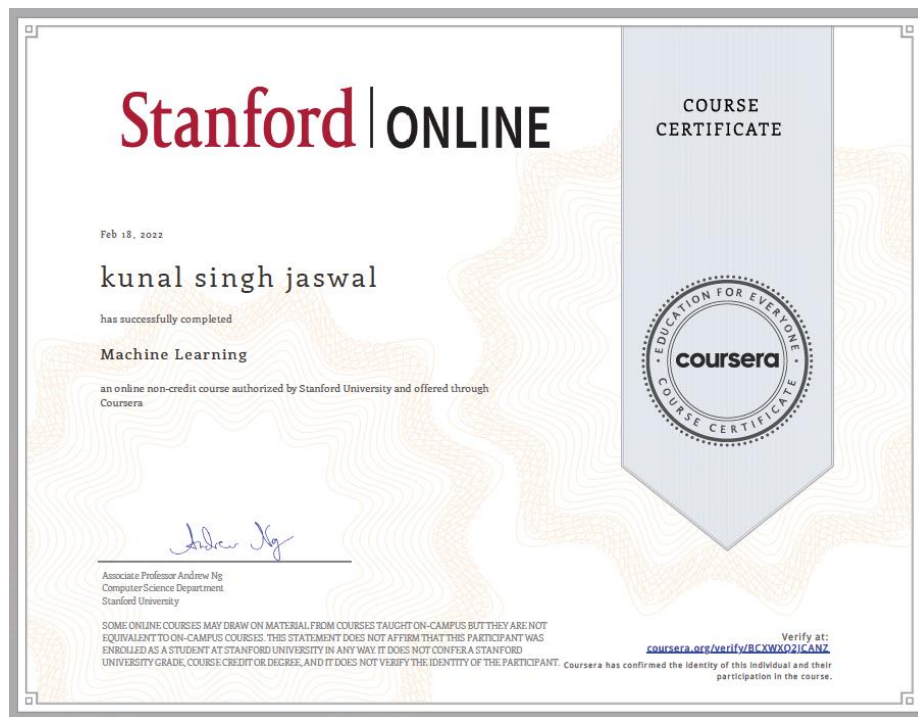 Stanford | ONLINE
COURSE
CERTIFICATE
Feb 18, 2022
kunal singh jaswal
has successfully completed
Machine Learning
an online non-credit course authorized by Stanford University and offered through
Coursera
EDUCATION FOR EVERYONE
coursera
COURSE CERTIFICATE
Andrew Ng
Associate Professor Andrew Ng
Computer Science Department
Stanford University
SOME ONLINE COURSES MAY DRAW ON MATERIAL FROM COURSES TAUGHT ON-CAMPUS BUT THEY ARE NOT
EQUIVALENT TO ON-CAMPUS COURSES. THIS STATEMENT DOES NOT AFFIRM THAT THIS PARTICIPANT WAS
ENROLLED AS A STUDENT AT STANFORD UNIVERSITY IN ANY WAY. IT DOES NOT CONFER A STANFORD
UNIVERSITY GRADE, COURSE CREDIT OR DEGREE, AND IT DOES NOT VERIFY THE IDENTITY OF THE PARTICIPANT.
Verify at:
coursera.org/verify/BCXWXQ2JCANZ
Coursera has confirmed the identity of this individual and their
participation in the course.